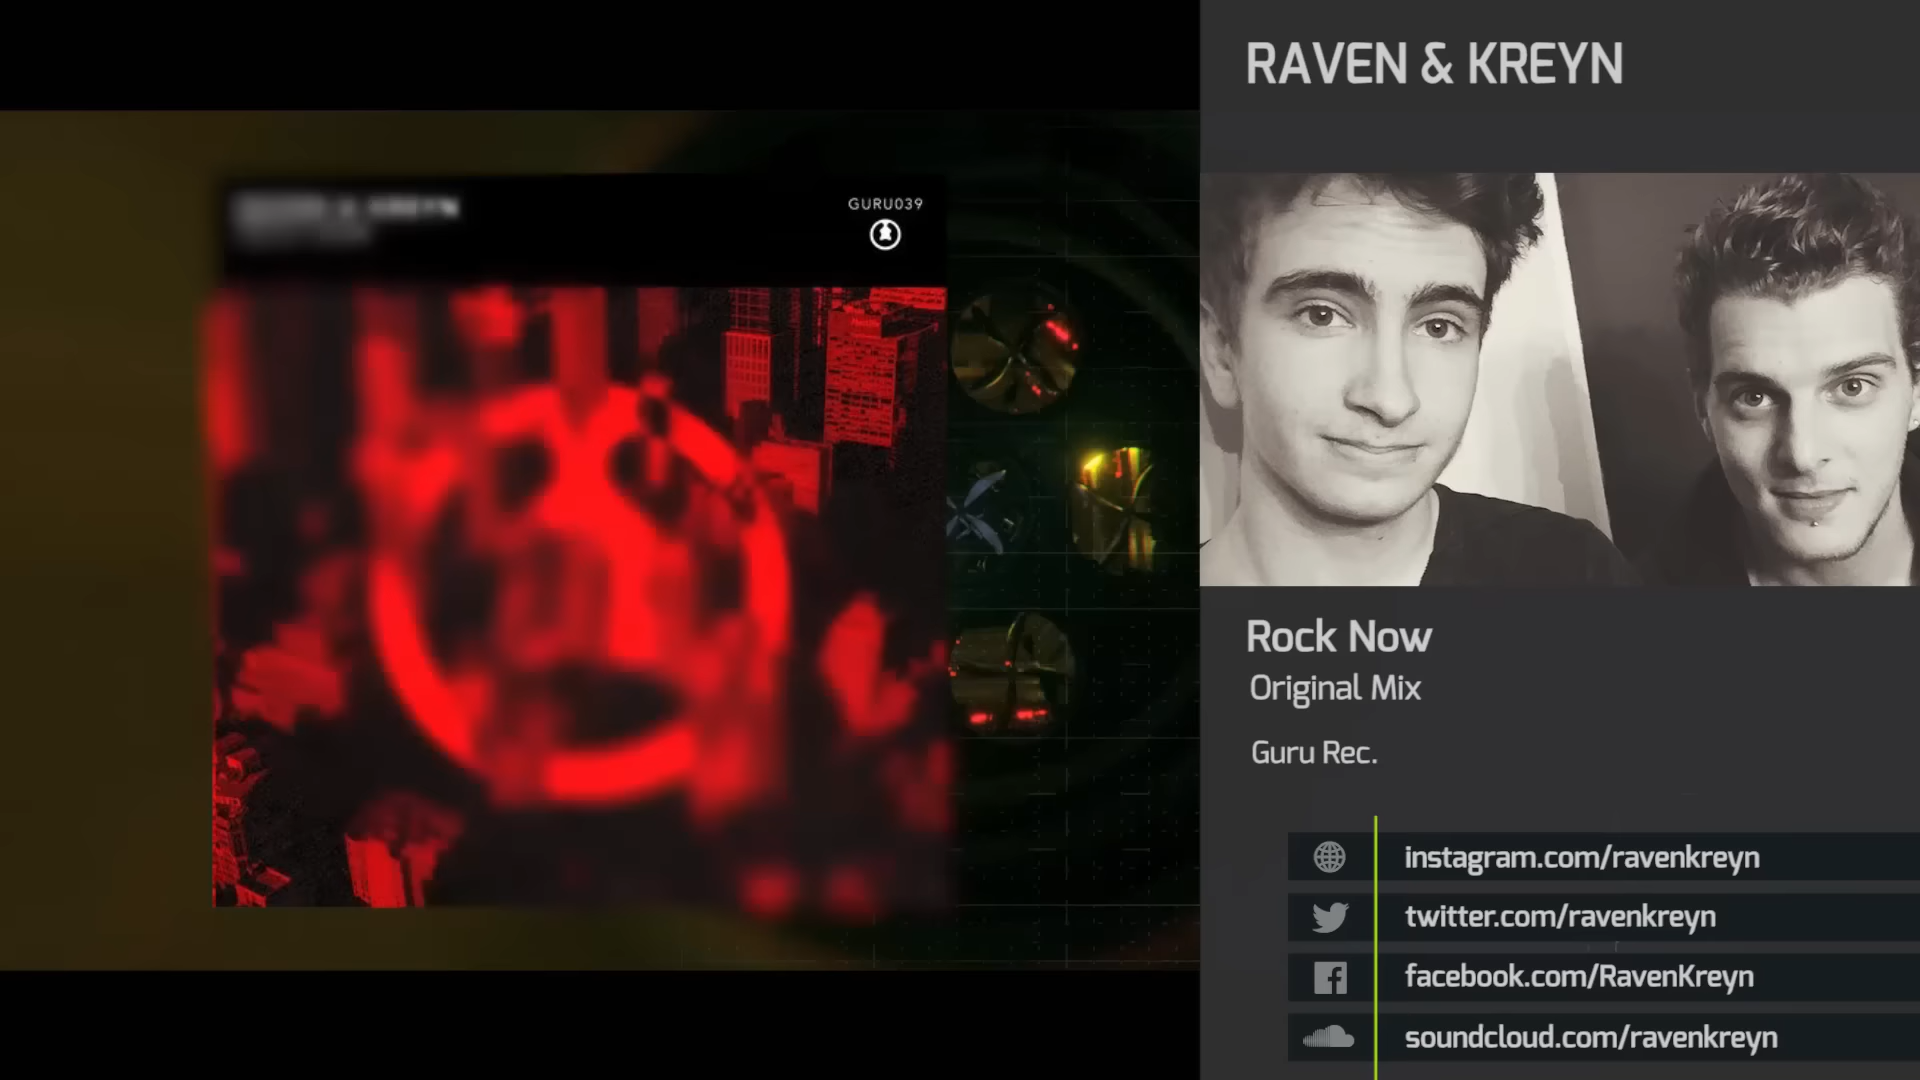 GURU039
RAVEN & KREYN
Rock Now
Original Mix
Guru Rec.
instagram.com/ravenkreyn
twitter.com/ravenkreyn
facebook.com/RavenKreyn
soundcloud.com/ravenkreyn